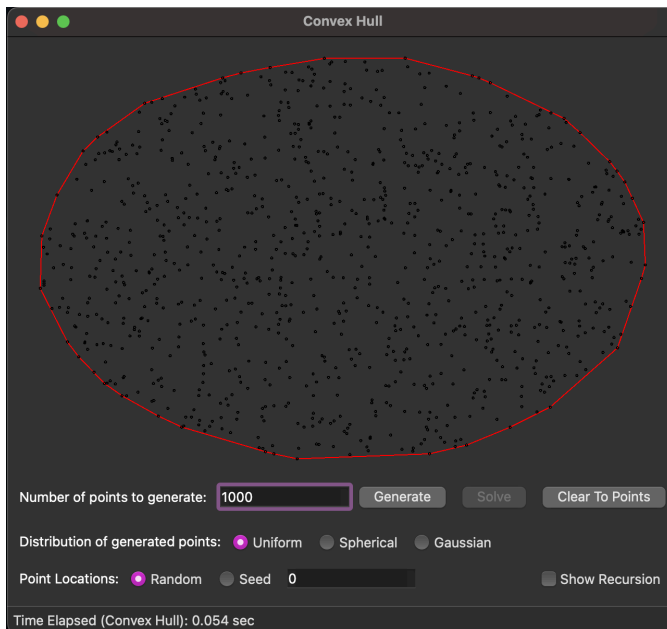 Convex Hull
Number of points to generate: 1000 Generate Solve Clear To Points
Distribution of generated points: Uniform Spherical Gaussian
Point Locations: Random Seed 0 Show Recursion
Time Elapsed (Convex Hull): 0.054 sec